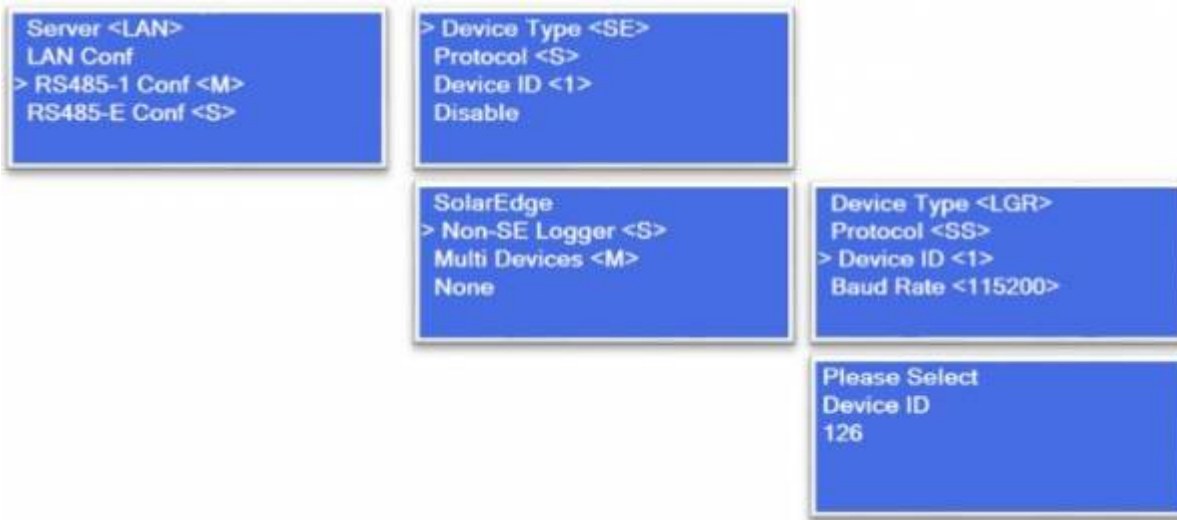 Server <LAN>
LAN Conf
> RS485-1 Conf <M>
RS485-E Conf <S>
> Device Type <SE>
Protocol <S>
Device ID <1>
Disable
SolarEdge
> Non-SE Logger <S>
Multi Devices <M>
None
Device Type <LGR>
Protocol <SS>
> Device ID <1>
Baud Rate <115200>
Please Select
Device ID
126